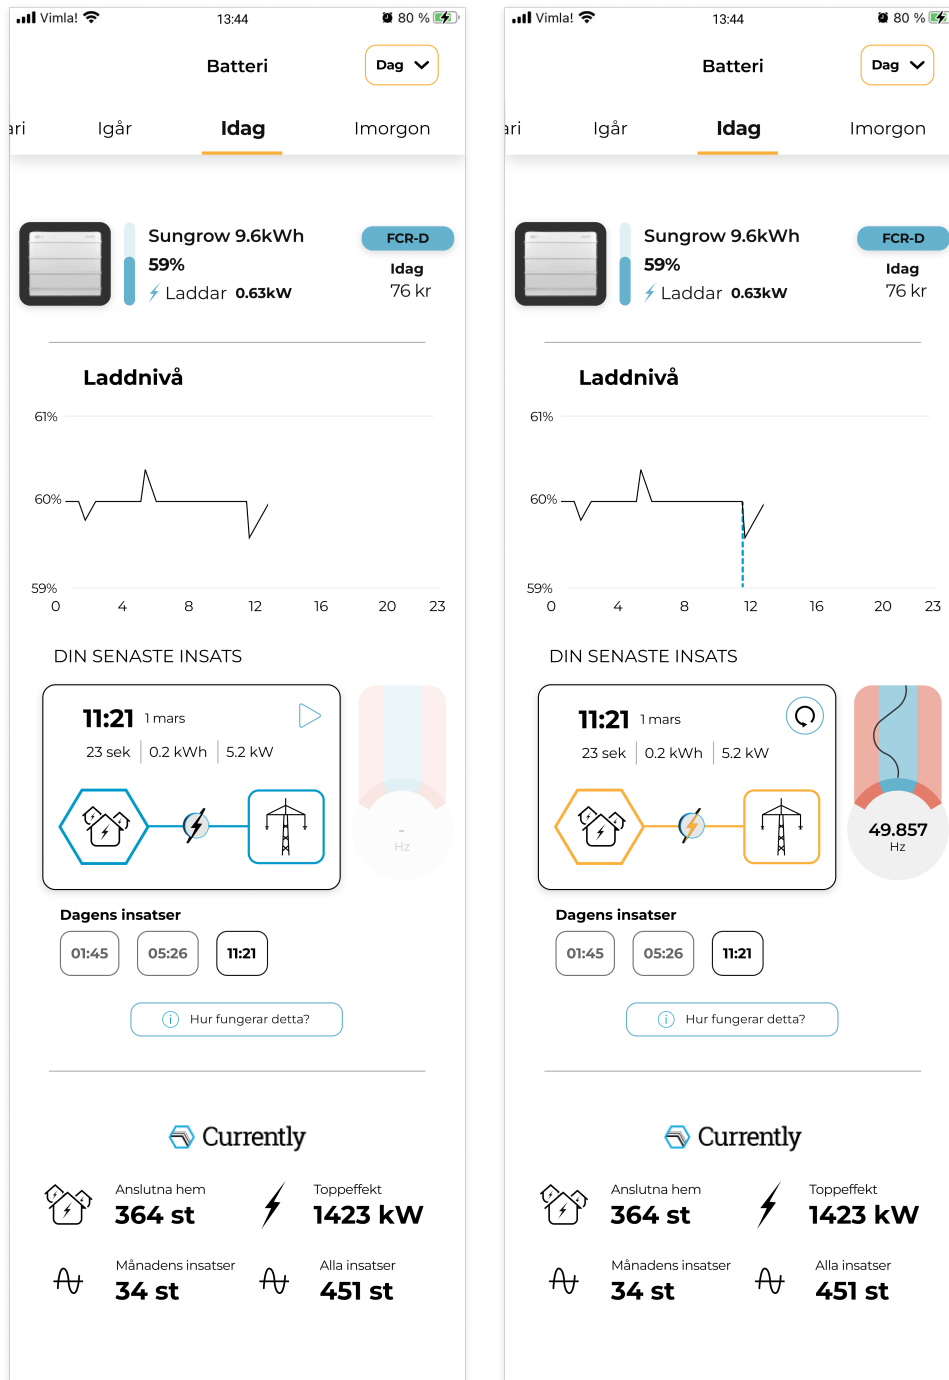 Vimla!
13:44
80 %
Batteri
Dag
ari
Igår
Idag
Imorgon
Sungrow 9.6kWh
59%
Laddar 0.63kW
FCR-D
Idag
76 kr
Laddnivå
61%
60%
59%
0 4 8 12 16 20 23
DIN SENASTE INSATS
11:21 1 mars
23 sek 0.2 kWh 5.2 kW
-
Hz
Dagens insatser
01:45 05:26 11:21
i Hur fungerar detta?
Currently
Anslutna hem
364 st
Toppeffekt
1423 kW
Månadens insatser
34 st
Alla insatser
451 st
Vimla!
13:44
80 %
Batteri
Dag
ari
Igår
Idag
Imorgon
Sungrow 9.6kWh
59%
Laddar 0.63kW
FCR-D
Idag
76 kr
Laddnivå
61%
60%
59%
0 4 8 12 16 20 23
DIN SENASTE INSATS
11:21 1 mars
23 sek 0.2 kWh 5.2 kW
49.857
Hz
Dagens insatser
01:45 05:26 11:21
i Hur fungerar detta?
Currently
Anslutna hem
364 st
Toppeffekt
1423 kW
Månadens insatser
34 st
Alla insatser
451 st